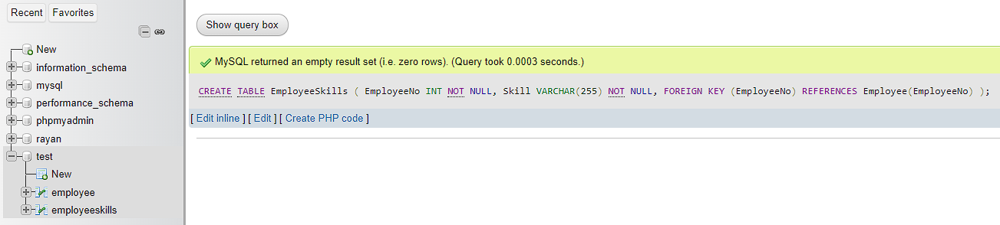 Recent Favorites
New
information_schema
mysql
performance_schema
phpmyadmin
rayan
test
New
employee
employeeskills
Show query box
MySQL returned an empty result set (i.e. zero rows). (Query took 0.0003 seconds.)
CREATE TABLE EmployeeSkills ( EmployeeNo INT NOT NULL, Skill VARCHAR(255) NOT NULL, FOREIGN KEY (EmployeeNo) REFERENCES Employee(EmployeeNo) );
[ Edit inline ] [ Edit ] [ Create PHP code ]